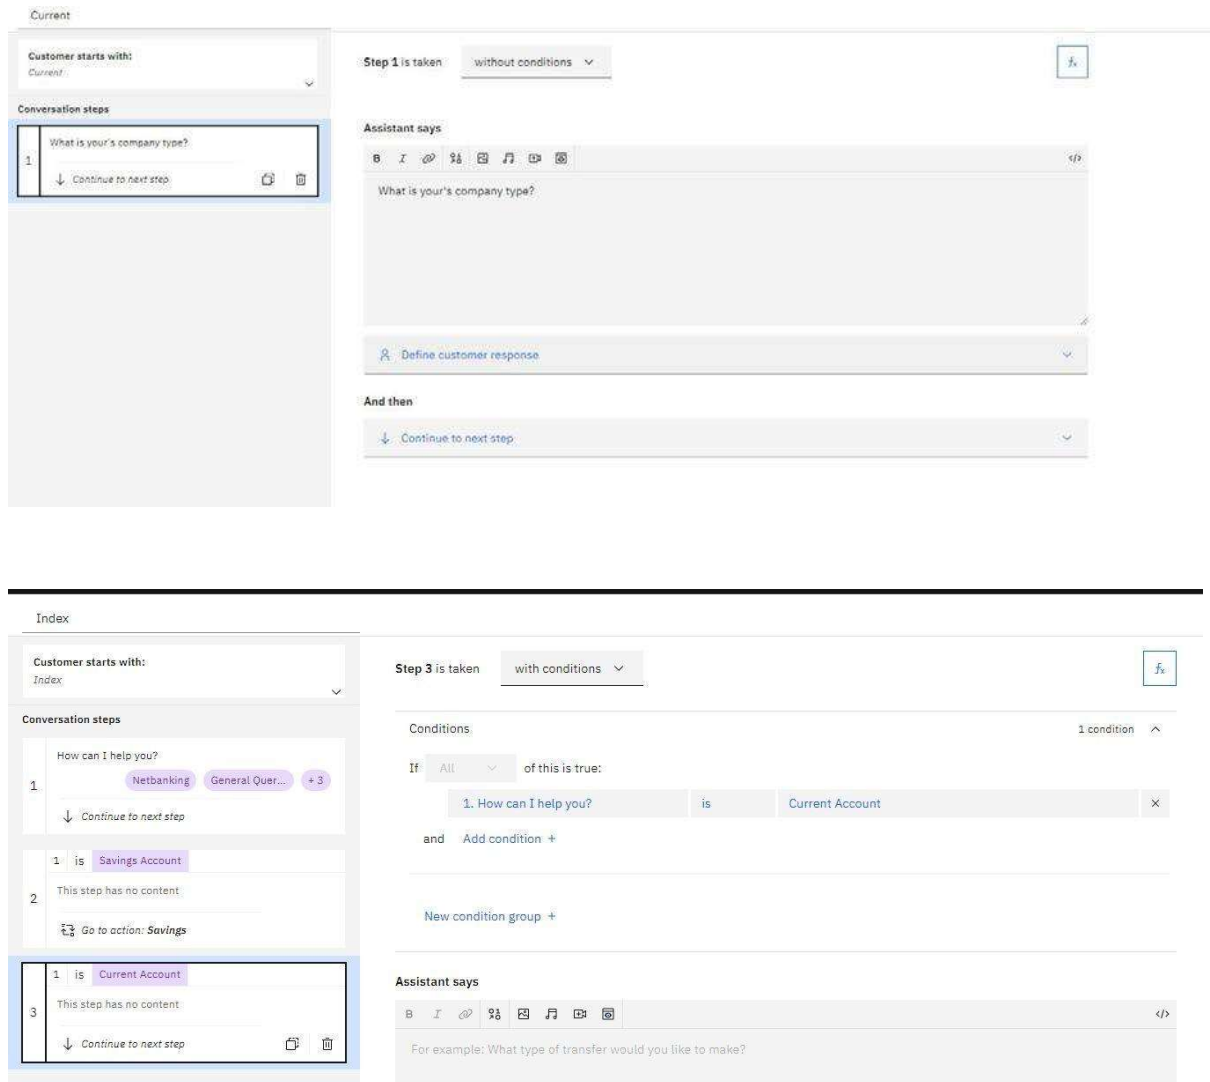 Current
Customer starts with:
Current
Conversation steps
1
What is your's company type?
Continue to next step
Step 1 is taken without conditions
fx
Assistant says
B I </>
What is your's company type?
Define customer response
And then
Continue to next step
Index
Customer starts with:
Index
Conversation steps
1
How can I help you?
Netbanking General Quer... + 3
Continue to next step
2
1 is Savings Account
This step has no content
Go to action: Savings
3
1 is Current Account
This step has no content
Continue to next step
Step 3 is taken with conditions
fx
Conditions 1 condition
If All of this is true:
1. How can I help you? is Current Account ×
and Add condition +
New condition group +
Assistant says
B I </>
For example: What type of transfer would you like to make?